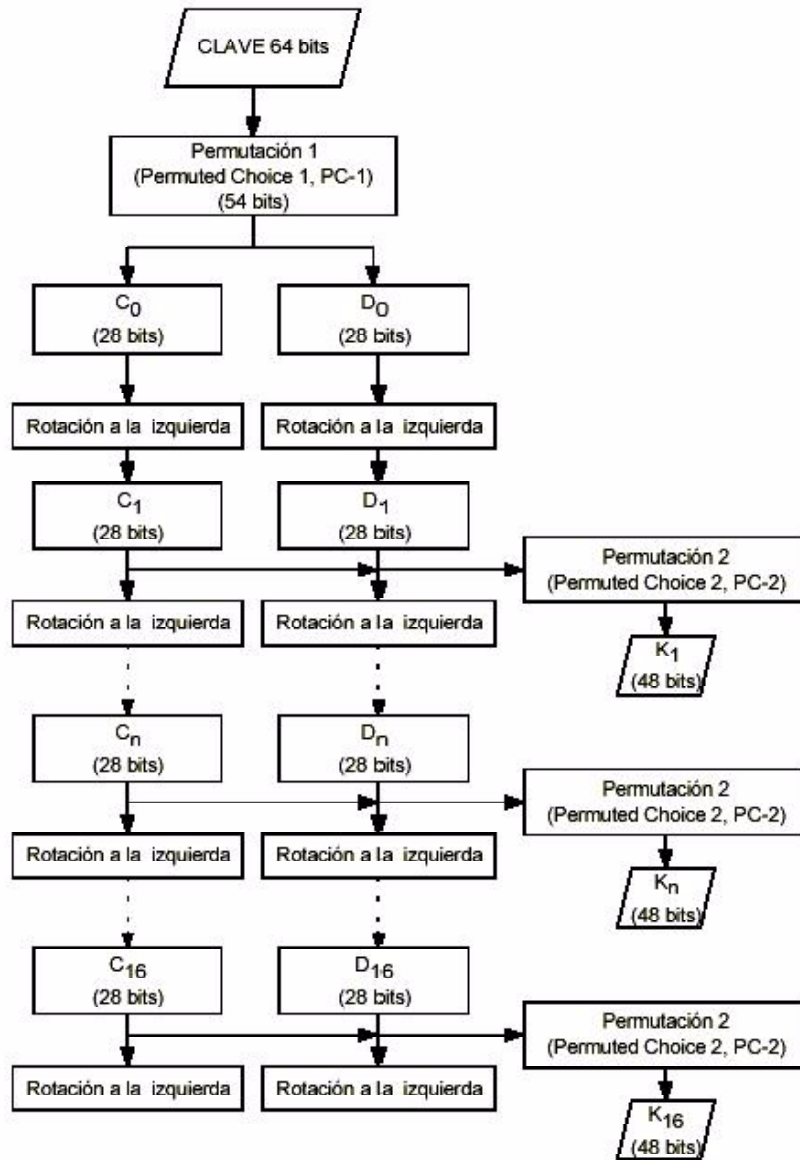 CLAVE 64 bits
Permutación 1
(Permuted Choice 1, PC-1)
(54 bits)
C0
(28 bits)
D0
(28 bits)
Rotación a la izquierda
Rotación a la izquierda
C1
(28 bits)
D1
(28 bits)
Permutación 2
(Permuted Choice 2, PC-2)
Rotación a la izquierda
Rotación a la izquierda
K1
(48 bits)
Cn
(28 bits)
Dn
(28 bits)
Permutación 2
(Permuted Choice 2, PC-2)
Rotación a la izquierda
Rotación a la izquierda
Kn
(48 bits)
C16
(28 bits)
D16
(28 bits)
Permutación 2
(Permuted Choice 2, PC-2)
Rotación a la izquierda
Rotación a la izquierda
K16
(48 bits)